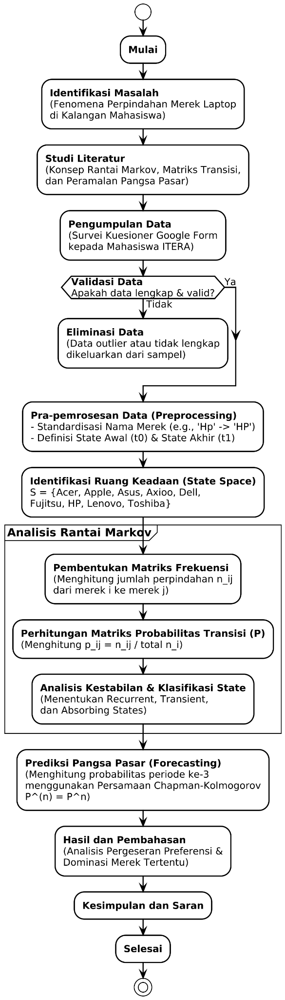 Mulai
Identifikasi Masalah
(Fenomena Perpindahan Merek Laptop
di Kalangan Mahasiswa)
Studi Literatur
(Konsep Rantai Markov, Matriks Transisi,
dan Peramalan Pangsa Pasar)
Pengumpulan Data
(Survei Kuesioner Google Form
kepada Mahasiswa ITERA)
Validasi Data
Apakah data lengkap & valid?
Ya
Tidak
Eliminasi Data
(Data outlier atau tidak lengkap
dikeluarkan dari sampel)
Pra-pemrosesan Data (Preprocessing)
- Standardisasi Nama Merek (e.g., 'Hp' -> 'HP')
- Definisi State Awal (t0) & State Akhir (t1)
Identifikasi Ruang Keadaan (State Space)
S = {Acer, Apple, Asus, Axioo, Dell,
Fujitsu, HP, Lenovo, Toshiba}
Analisis Rantai Markov
Pembentukan Matriks Frekuensi
(Menghitung jumlah perpindahan n_ij
dari merek i ke merek j)
Perhitungan Matriks Probabilitas Transisi (P)
(Menghitung p_ij = n_ij / total n_i)
Analisis Kestabilan & Klasifikasi State
(Menentukan Recurrent, Transient,
dan Absorbing States)
Prediksi Pangsa Pasar (Forecasting)
(Menghitung probabilitas periode ke-3
menggunakan Persamaan Chapman-Kolmogorov
P^(n) = P^n)
Hasil dan Pembahasan
(Analisis Pergeseran Preferensi &
Dominasi Merek Tertentu)
Kesimpulan dan Saran
Selesai